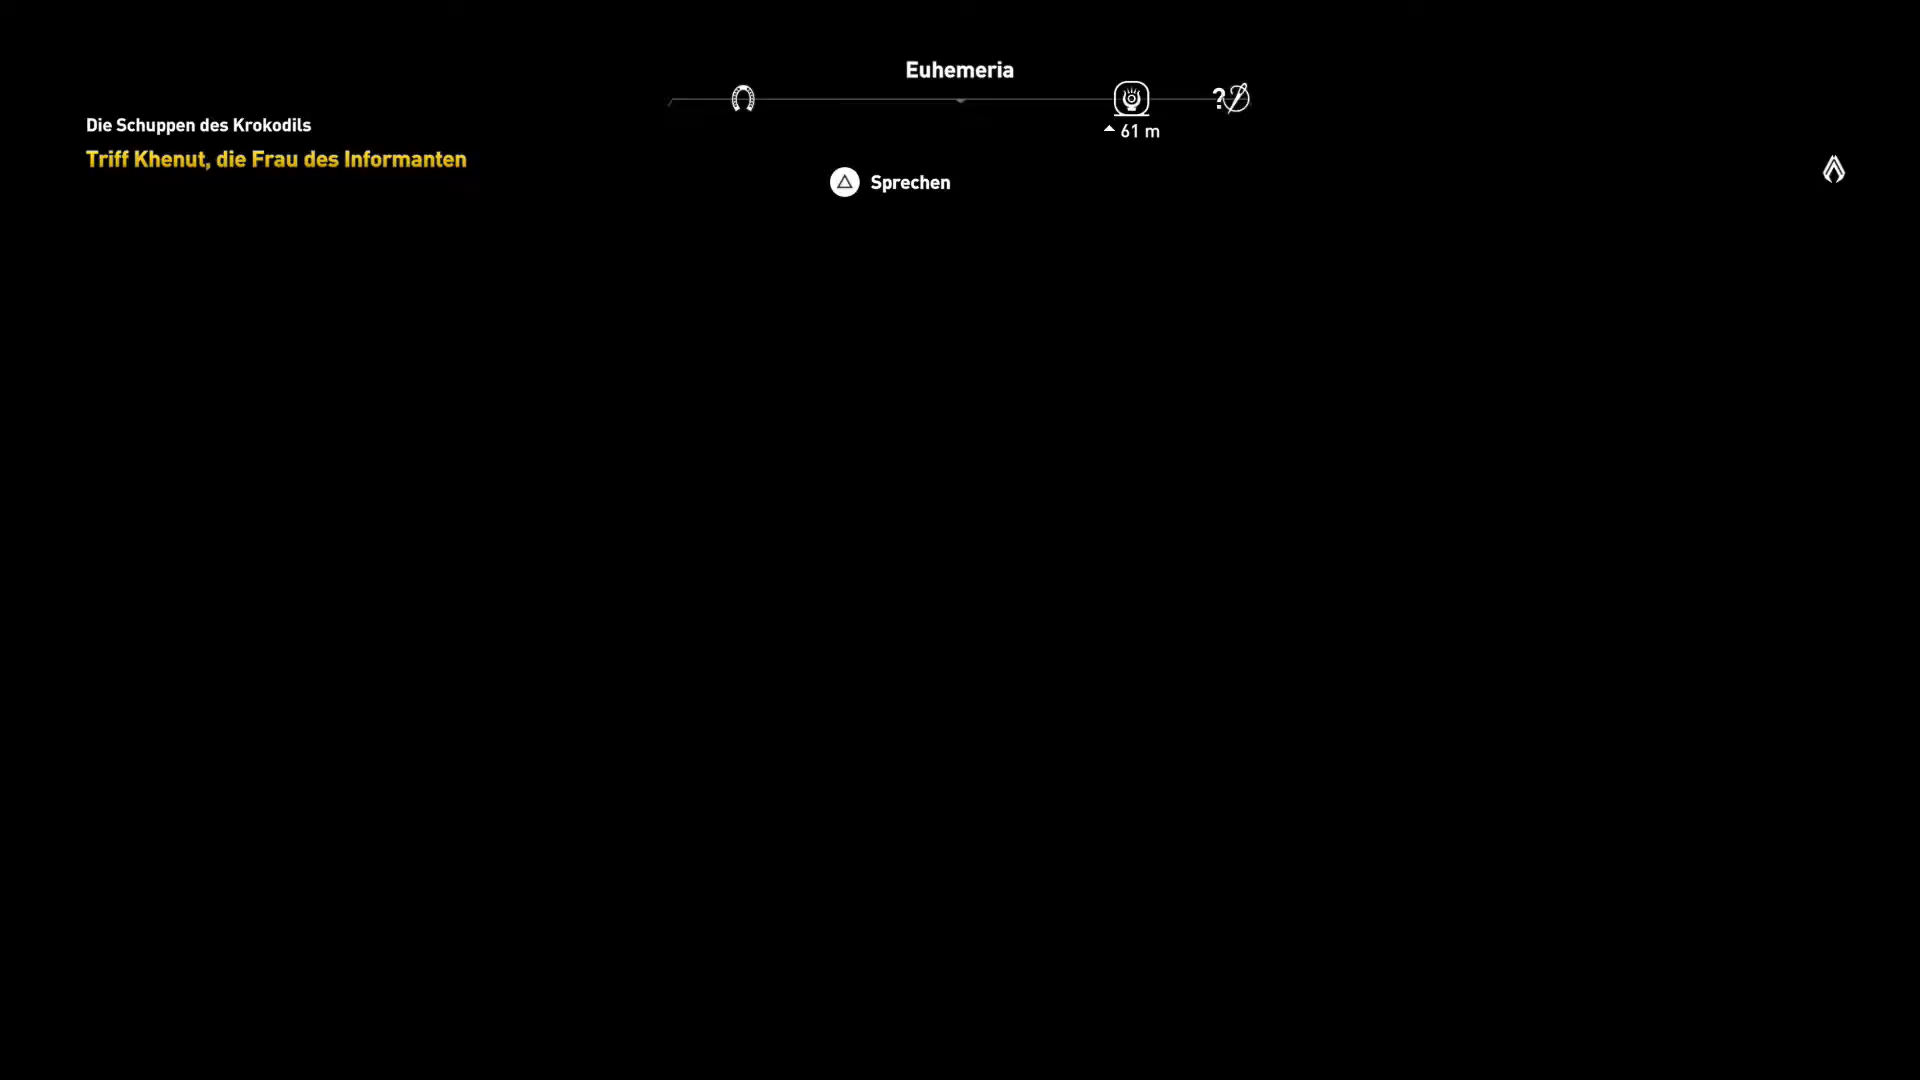 Euhemeria
Die Schuppen des Krokodils
Triff Khenut, die Frau des Informanten
?
61 m
Sprechen